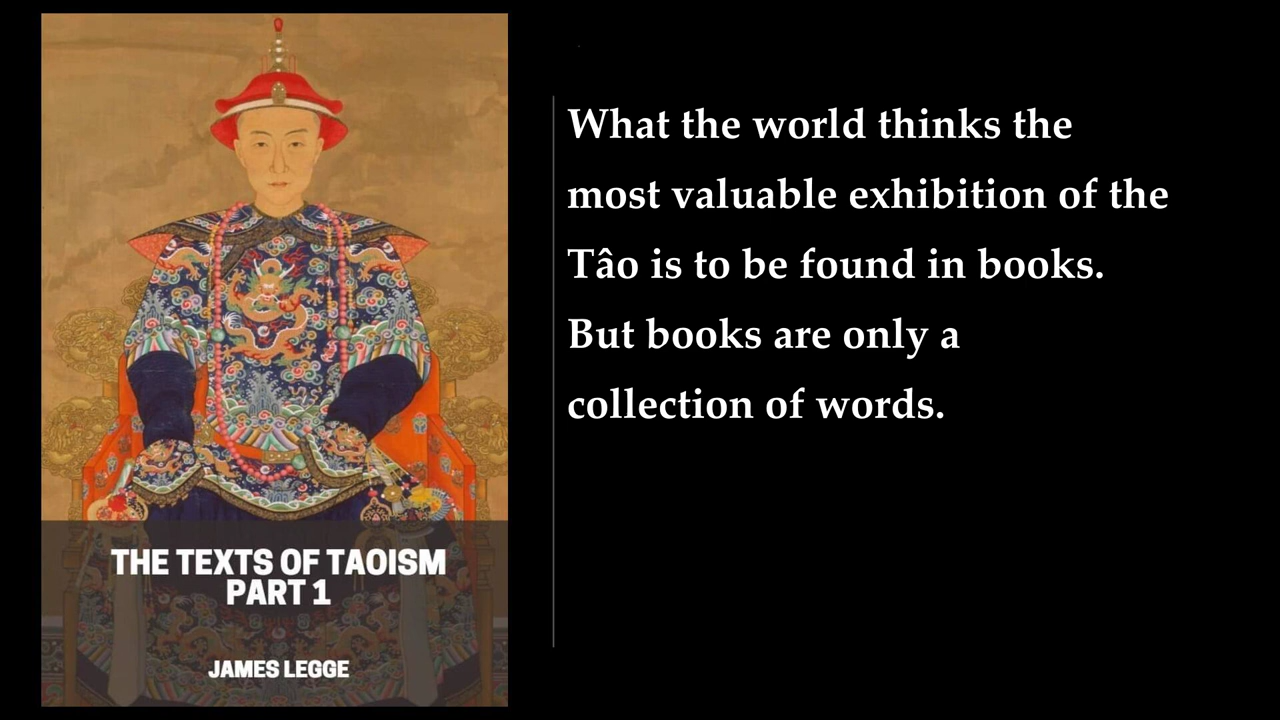 THE TEXTS OF TAOISM
PART 1
JAMES LEGGE
What the world thinks the
most valuable exhibition of the
Tâo is to be found in books.
But books are only a
collection of words.